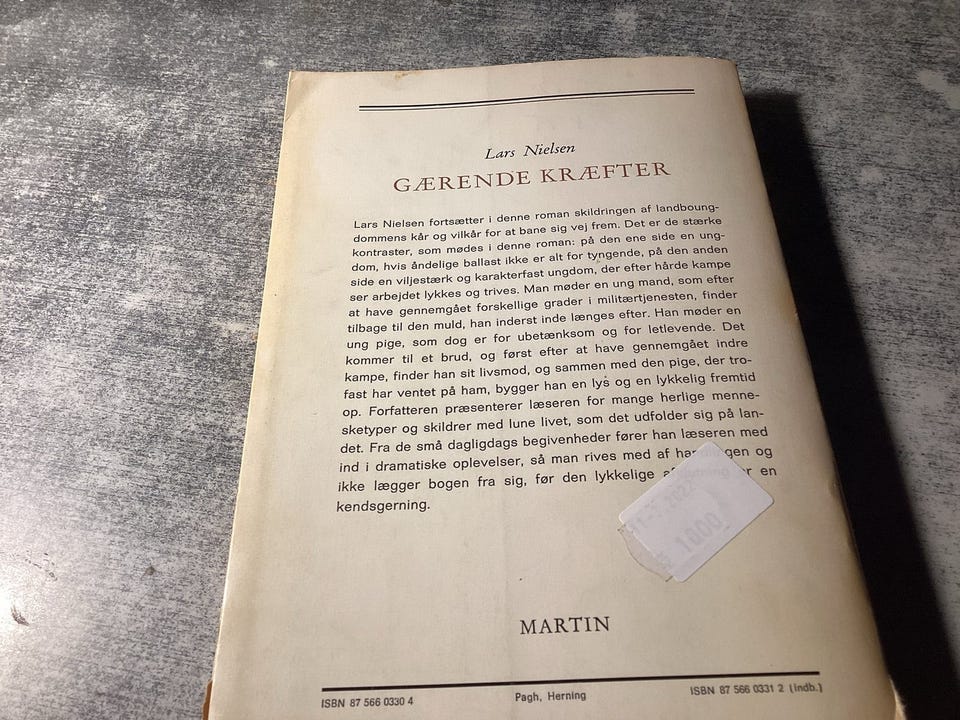 Lars Nielsen
GÆRENDE KRÆFTER
Lars Nielsen fortsætter i denne roman skildringen af landboung-
dommens kår og vilkår for at bane sig vej frem. Det er de stærke
kontraster, som mødes i denne roman: på den ene side en ung-
dom, hvis åndelige ballast ikke er alt for tyngende, på den anden
side en viljestærk og karakterfast ungdom, der efter hårde kampe
ser arbejdet lykkes og trives. Man møder en ung mand, som efter
at have gennemgået forskellige grader i militærtjenesten, finder
tilbage til den muld, han inderst inde længes efter. Han møder en
ung pige, som dog er for ubetænksom og for letlevende. Det
kommer til et brud, og først efter at have gennemgået indre
kampe, finder han sit livsmod, og sammen med den pige, der tro-
fast har ventet på ham, bygger han en lys og en lykkelig fremtid
op. Forfatteren præsenterer læseren for mange herlige menne-
sketyper og skildrer med lune livet, som det udfolder sig på lan-
det. Fra de små dagligdags begivenheder fører han læseren med
ind i dramatiske oplevelser, så man rives med af handlingen og
ikke lægger bogen fra sig, før den lykkelige er en
kendsgerning.
1000
MARTIN
ISBN 87 566 0330 4 Pagh, Herning ISBN 87 566 0331 2 (indb.)